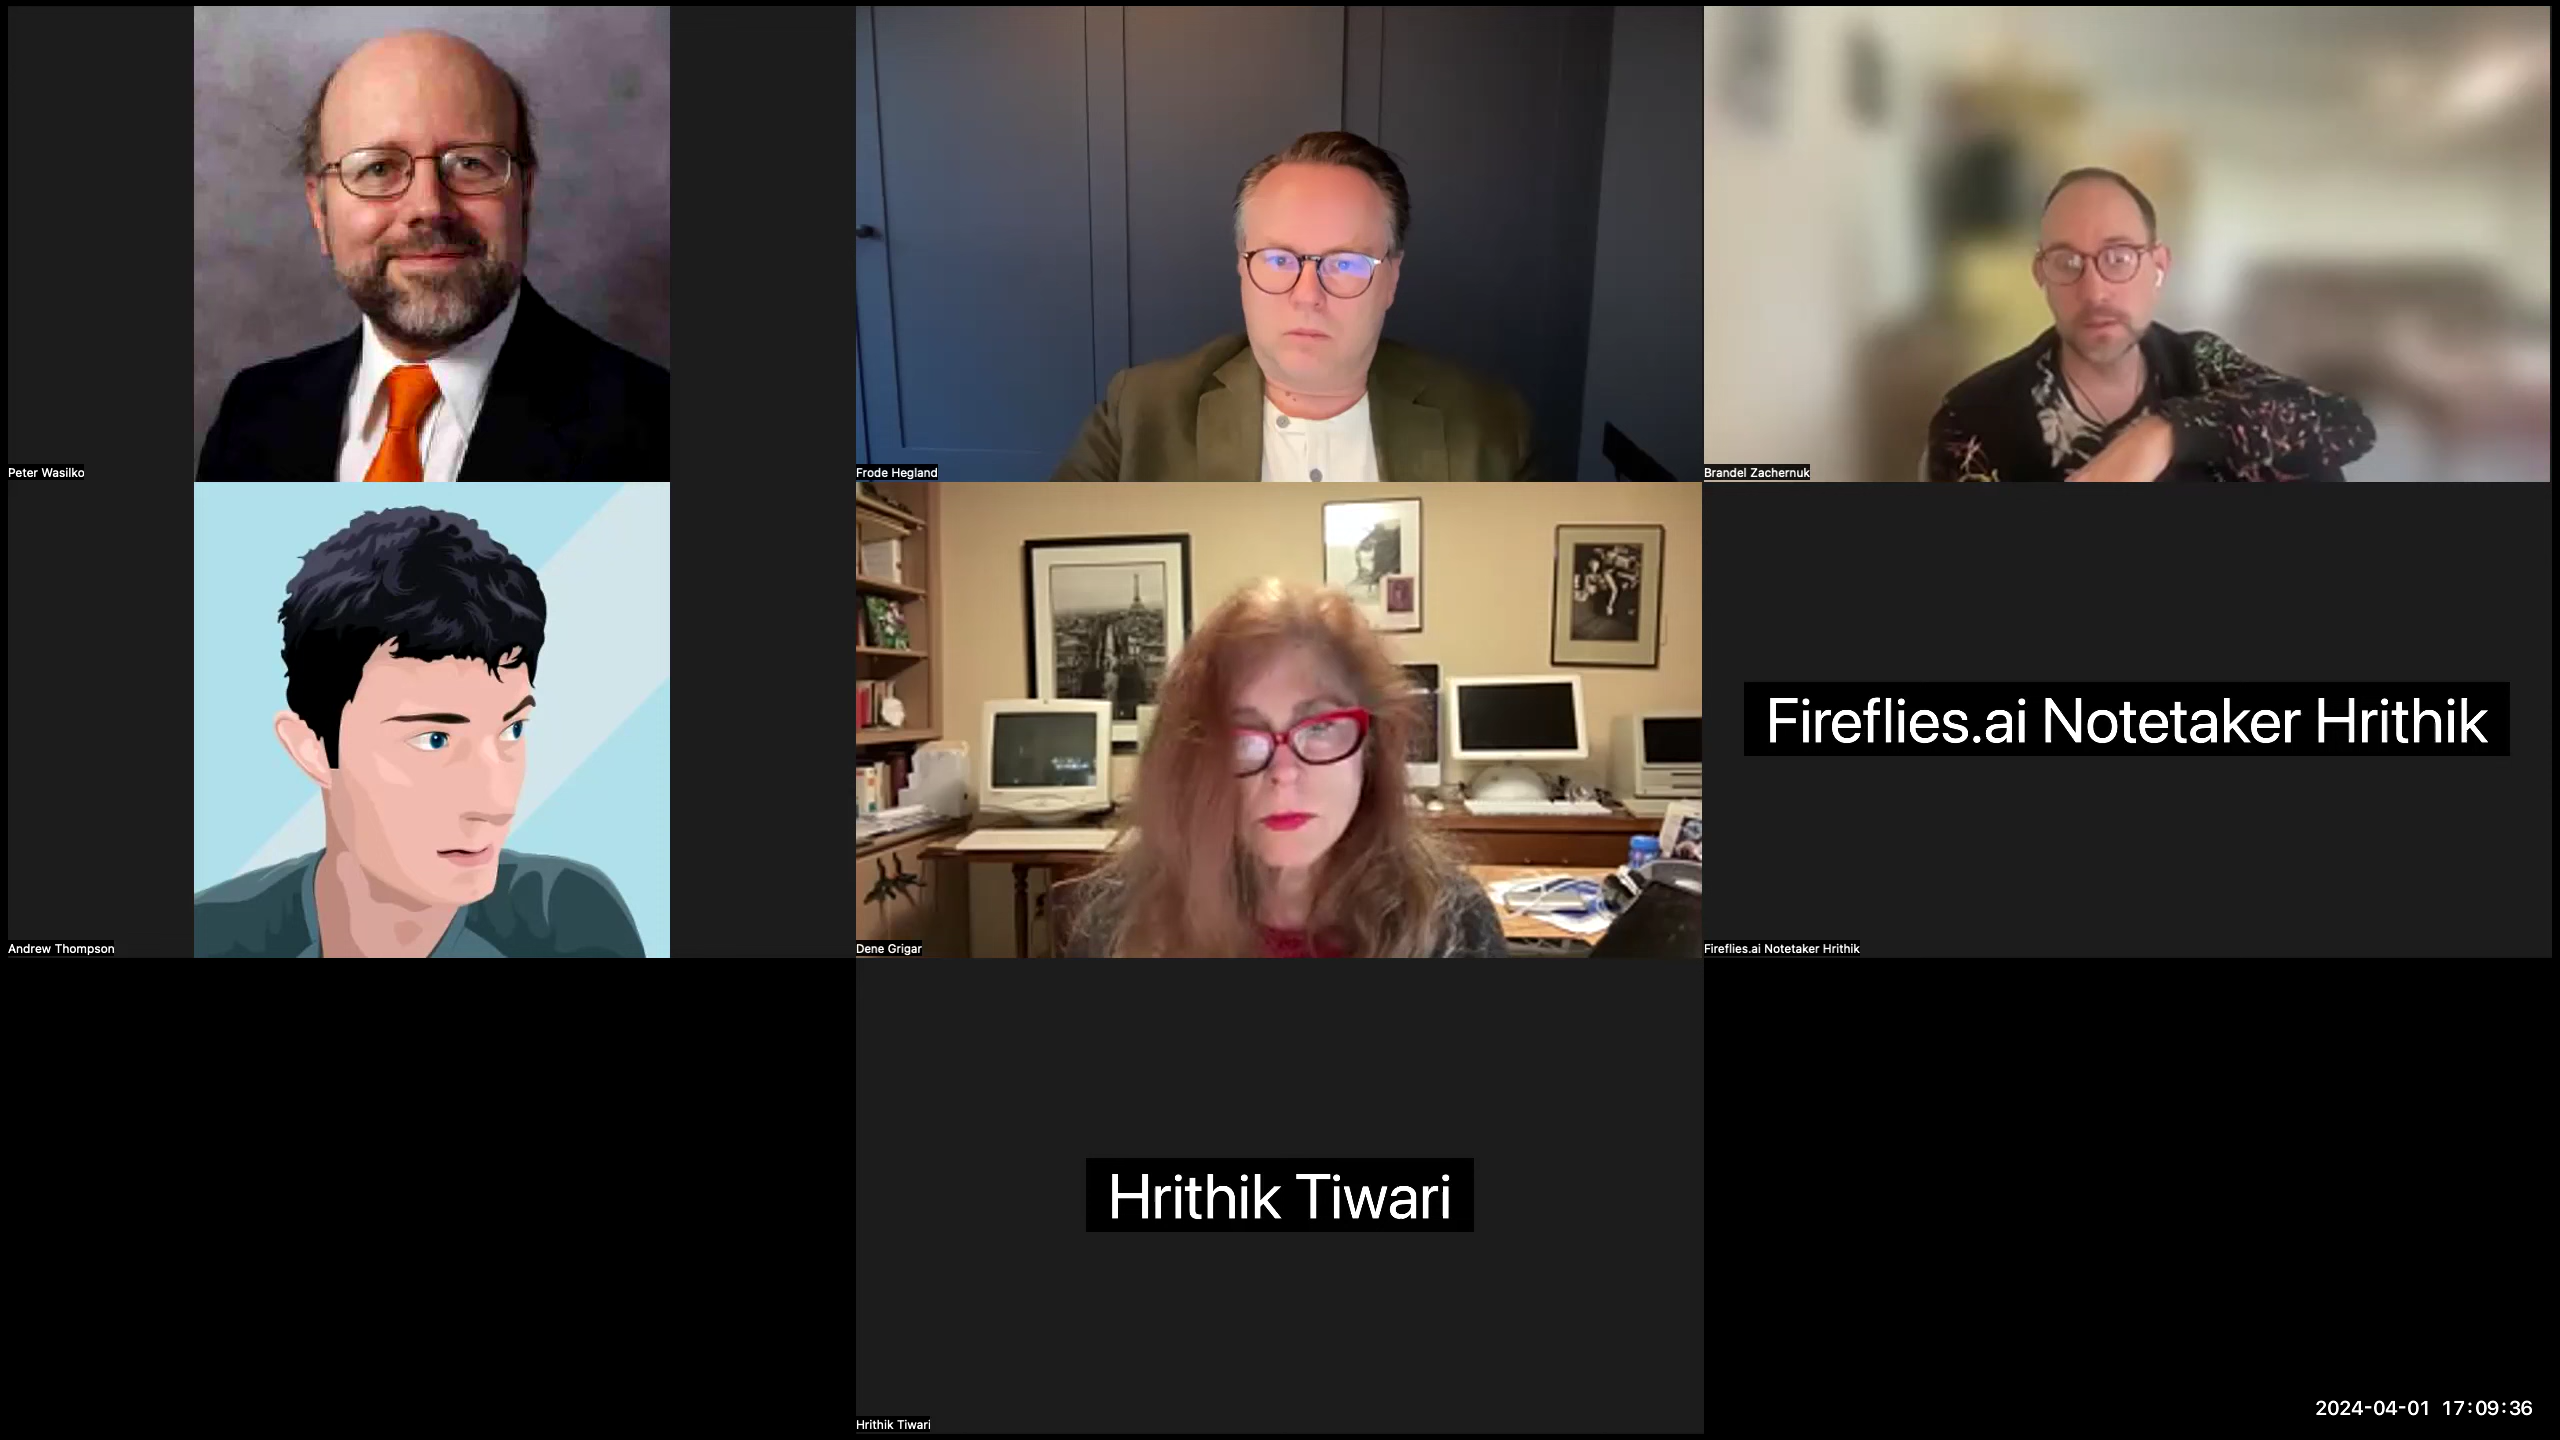 Peter Wasilko
Frode Hegland
Brandel Zachernuk
Fireflies.ai Notetaker Hrithik
Andrew Thompson
Dene Grigar
Fireflies.ai Notetaker Hrithik
Hrithik Tiwari
Hrithik Tiwari
2024-04-01 17:09:36